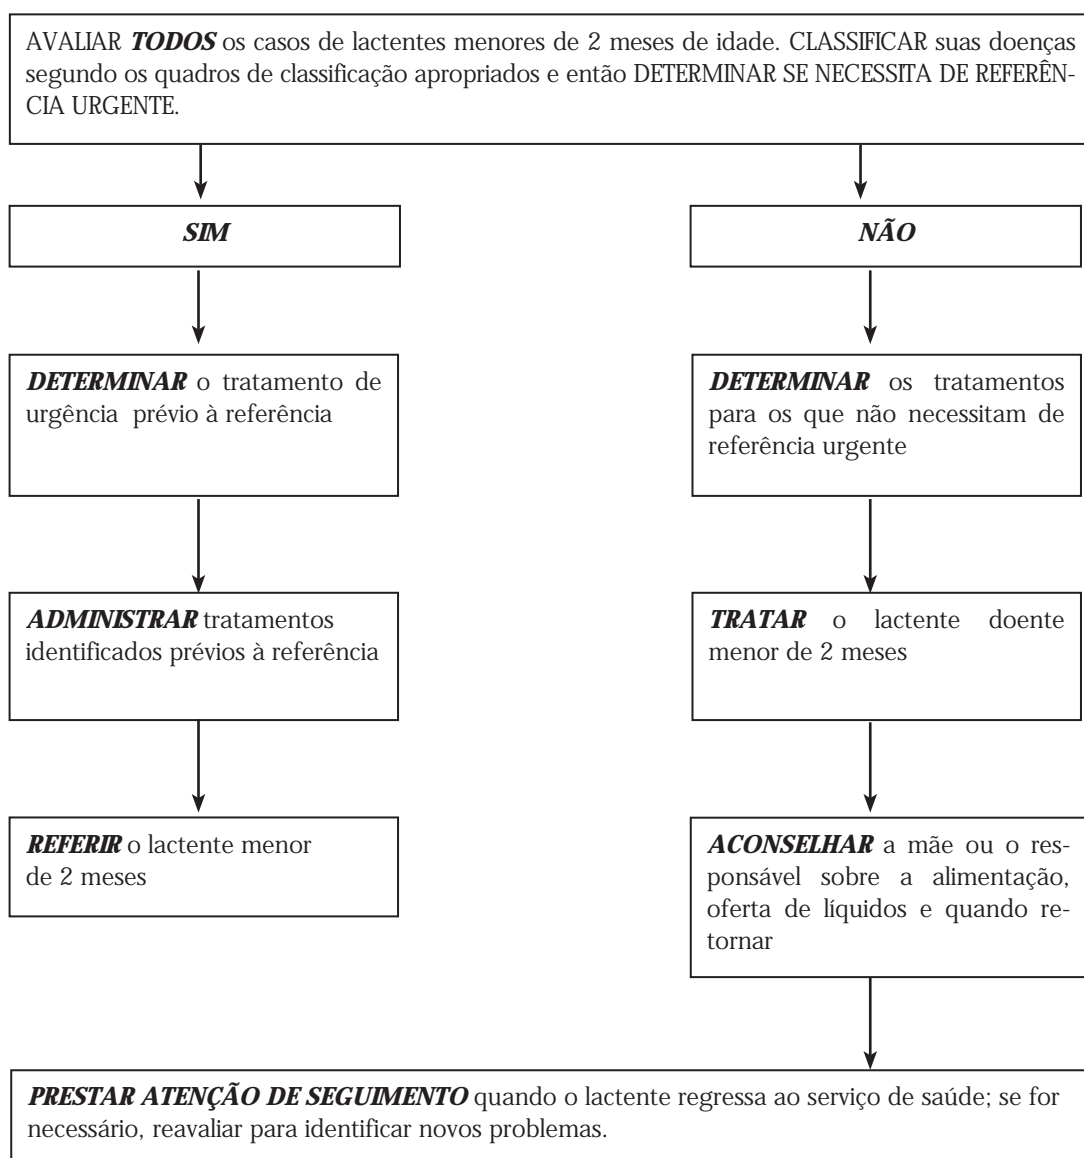 AVALIAR TODOS os casos de lactentes menores de 2 meses de idade. CLASSIFICAR suas doenças
segundo os quadros de classificação apropriados e então DETERMINAR SE NECESSITA DE REFERÊN-
CIA URGENTE.
SIM
NÃO
DETERMINAR o tratamento de
urgência prévio à referência
DETERMINAR os tratamentos
para os que não necessitam de
referência urgente
ADMINISTRAR tratamentos
identificados prévios à referência
TRATAR o lactente doente
menor de 2 meses
REFERIR o lactente menor
de 2 meses
ACONSELHAR a mãe ou o res-
ponsável sobre a alimentação,
oferta de líquidos e quando re-
tornar
PRESTAR ATENÇÃO DE SEGUIMENTO quando o lactente regressa ao serviço de saúde; se for
necessário, reavaliar para identificar novos problemas.